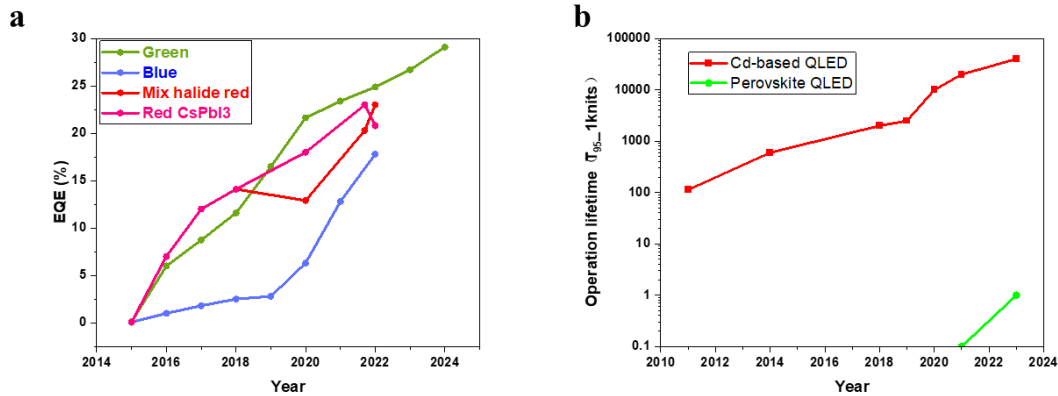 a
30
25
20
15
10
5
0
EQE (%)
Green
Blue
Mix halide red
Red CsPbI3
2014 2016 2018 2020 2022 2024
Year
b
100000
10000
1000
100
10
1
0.1
Operation lifetime (T95_1knits)
Cd-based QLED
Perovskite QLED
2010 2012 2014 2016 2018 2020 2022 2024
Year